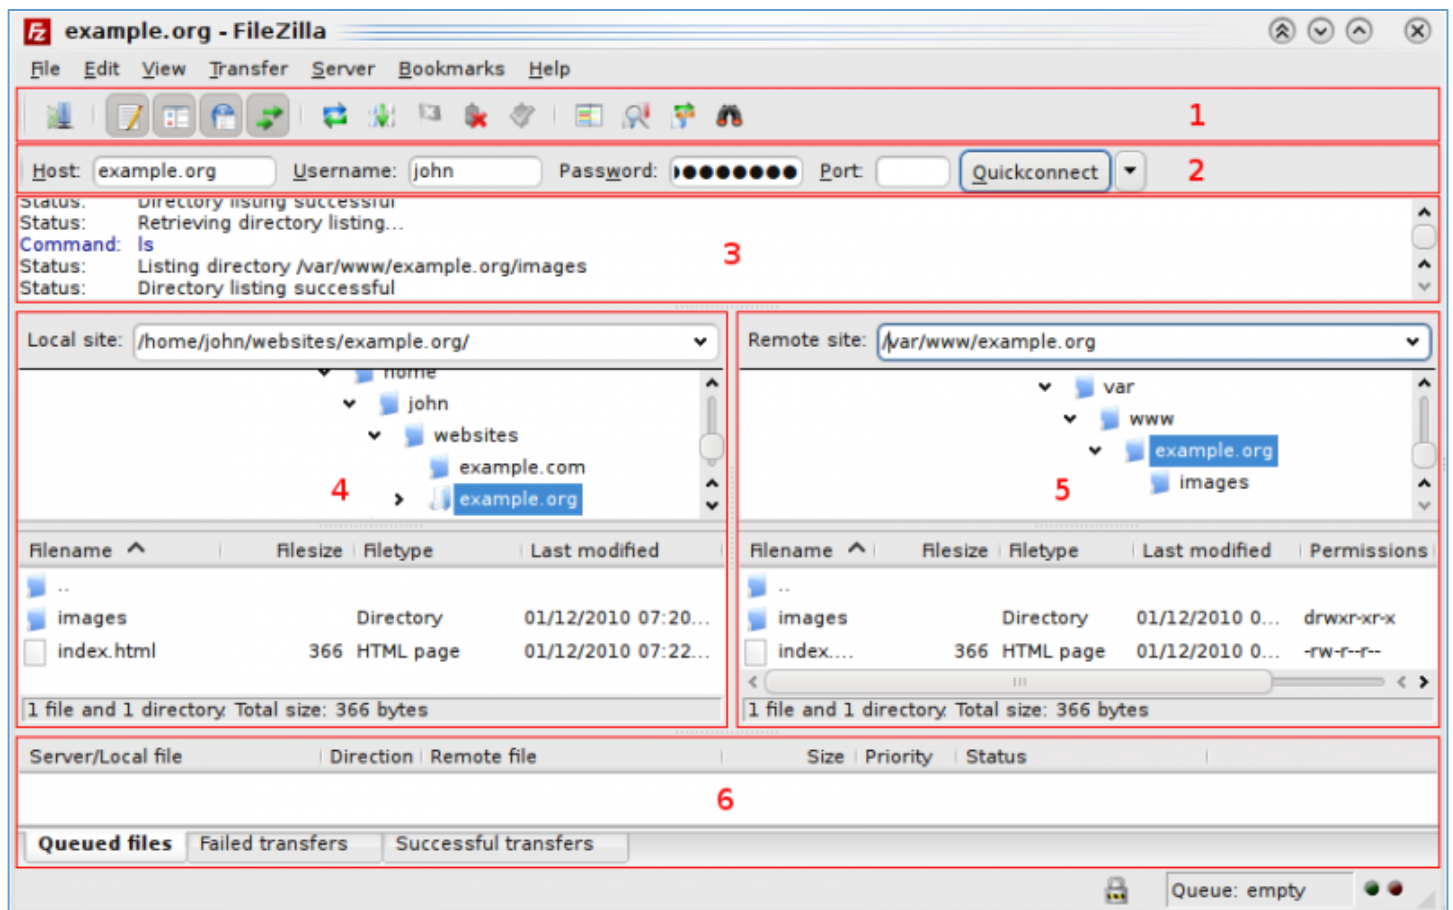 Fz example.org - FileZilla
File Edit View Transfer Server Bookmarks Help
1
Host: example.org Username: john Password: ●●●●●●●● Port: Quickconnect 2
Status: Directory listing successful
Status: Retrieving directory listing...
Command: ls
Status: Listing directory /var/www/example.org/images
Status: Directory listing successful
3
Local site: /home/john/websites/example.org/
home
john
websites
example.com
example.org
4
Filename Filesize Filetype Last modified
..
images Directory 01/12/2010 07:20...
index.html 366 HTML page 01/12/2010 07:22...
1 file and 1 directory. Total size: 366 bytes
Remote site: /var/www/example.org
var
www
example.org
images
5
Filename Filesize Filetype Last modified Permissions
..
images Directory 01/12/2010 0... drwxr-xr-x
index.... 366 HTML page 01/12/2010 0... -rw-r--r--
1 file and 1 directory. Total size: 366 bytes
Server/Local file Direction Remote file Size Priority Status
6
Queued files Failed transfers Successful transfers
Queue: empty